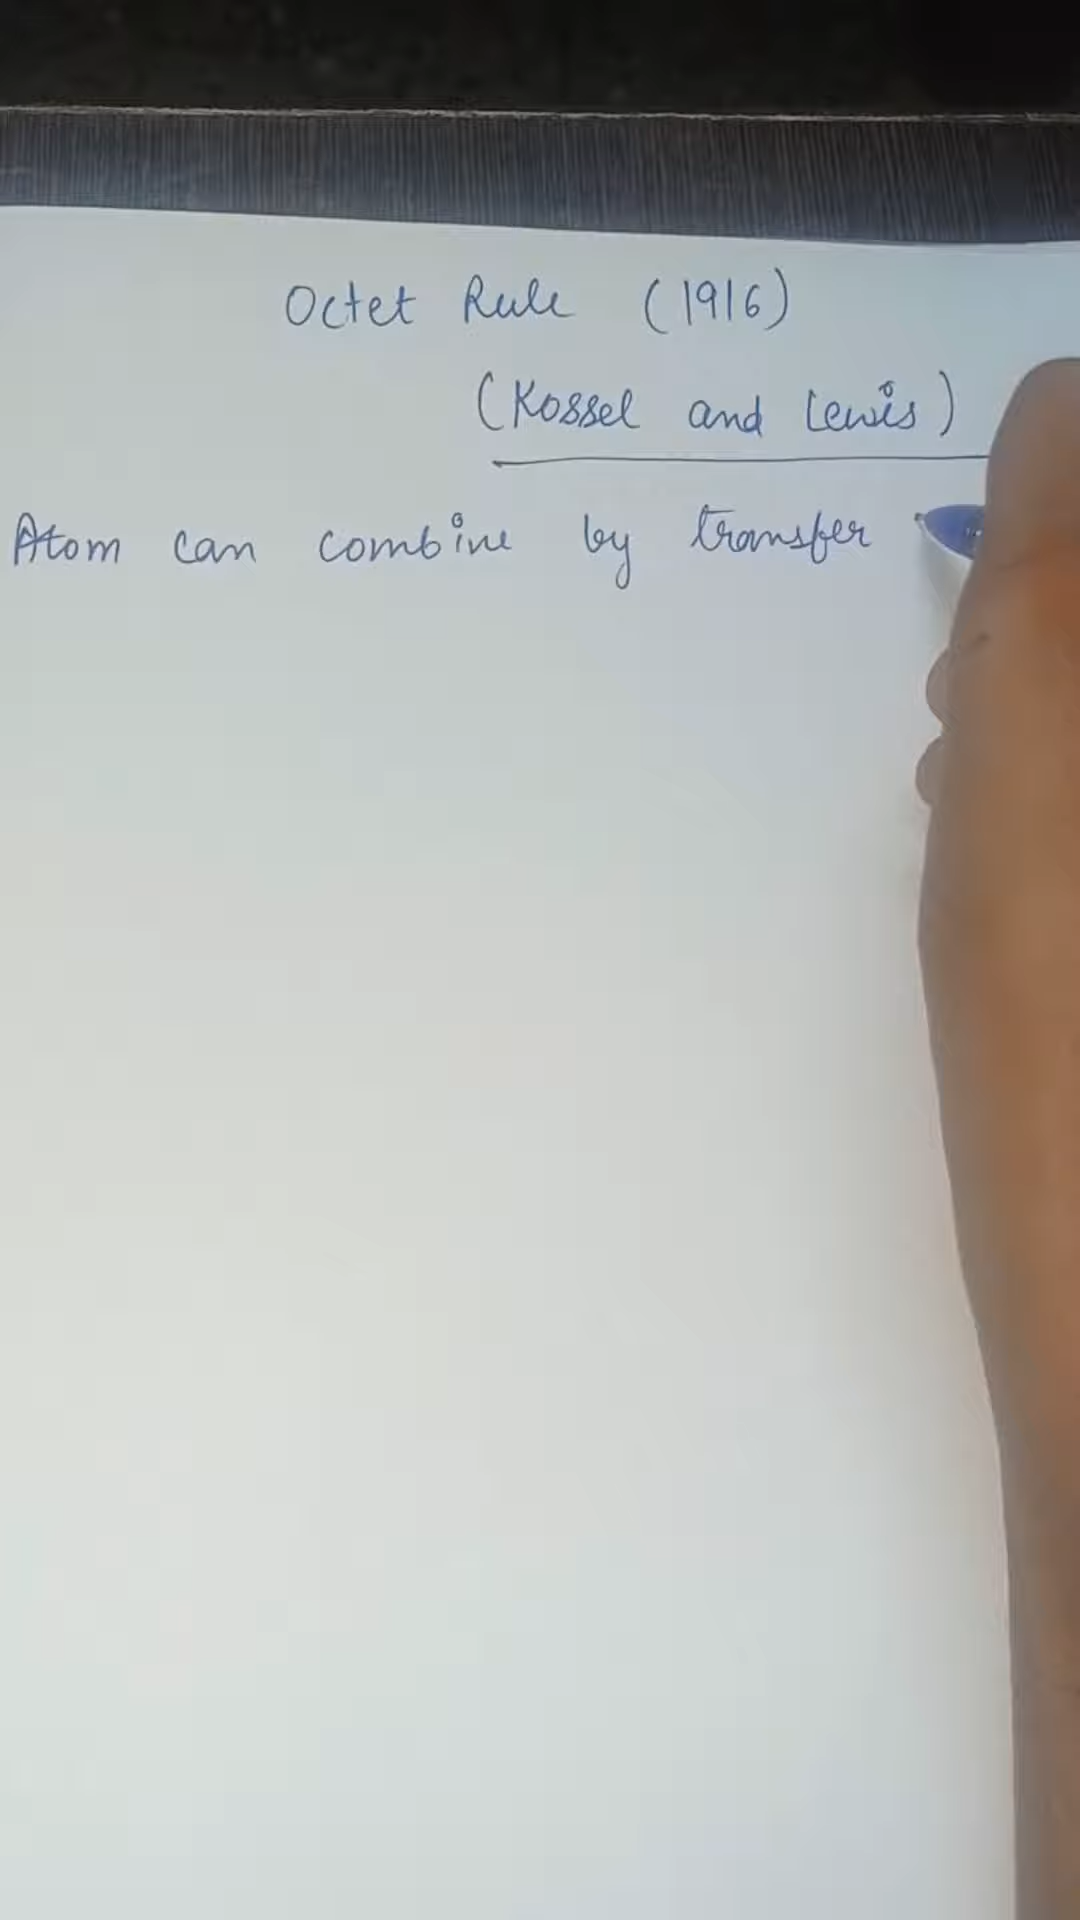 Octet Rule (1916)
(Kossel and Lewis)
Atom can combine by transfer